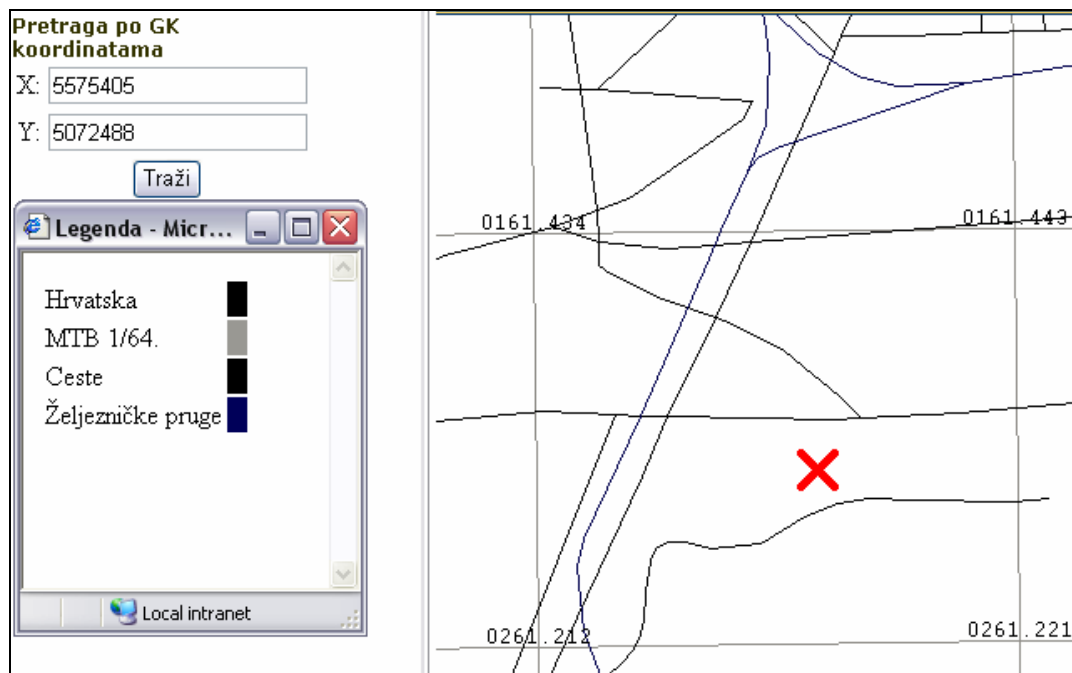 Pretraga po GK
koordinatama
X: 5575405
Y: 5072488
Traži
Legenda - Micr...
Hrvatska
MTB 1/64.
Ceste
Željezničke pruge
Local intranet
0161.434
0161.443
0261.212
0261.221